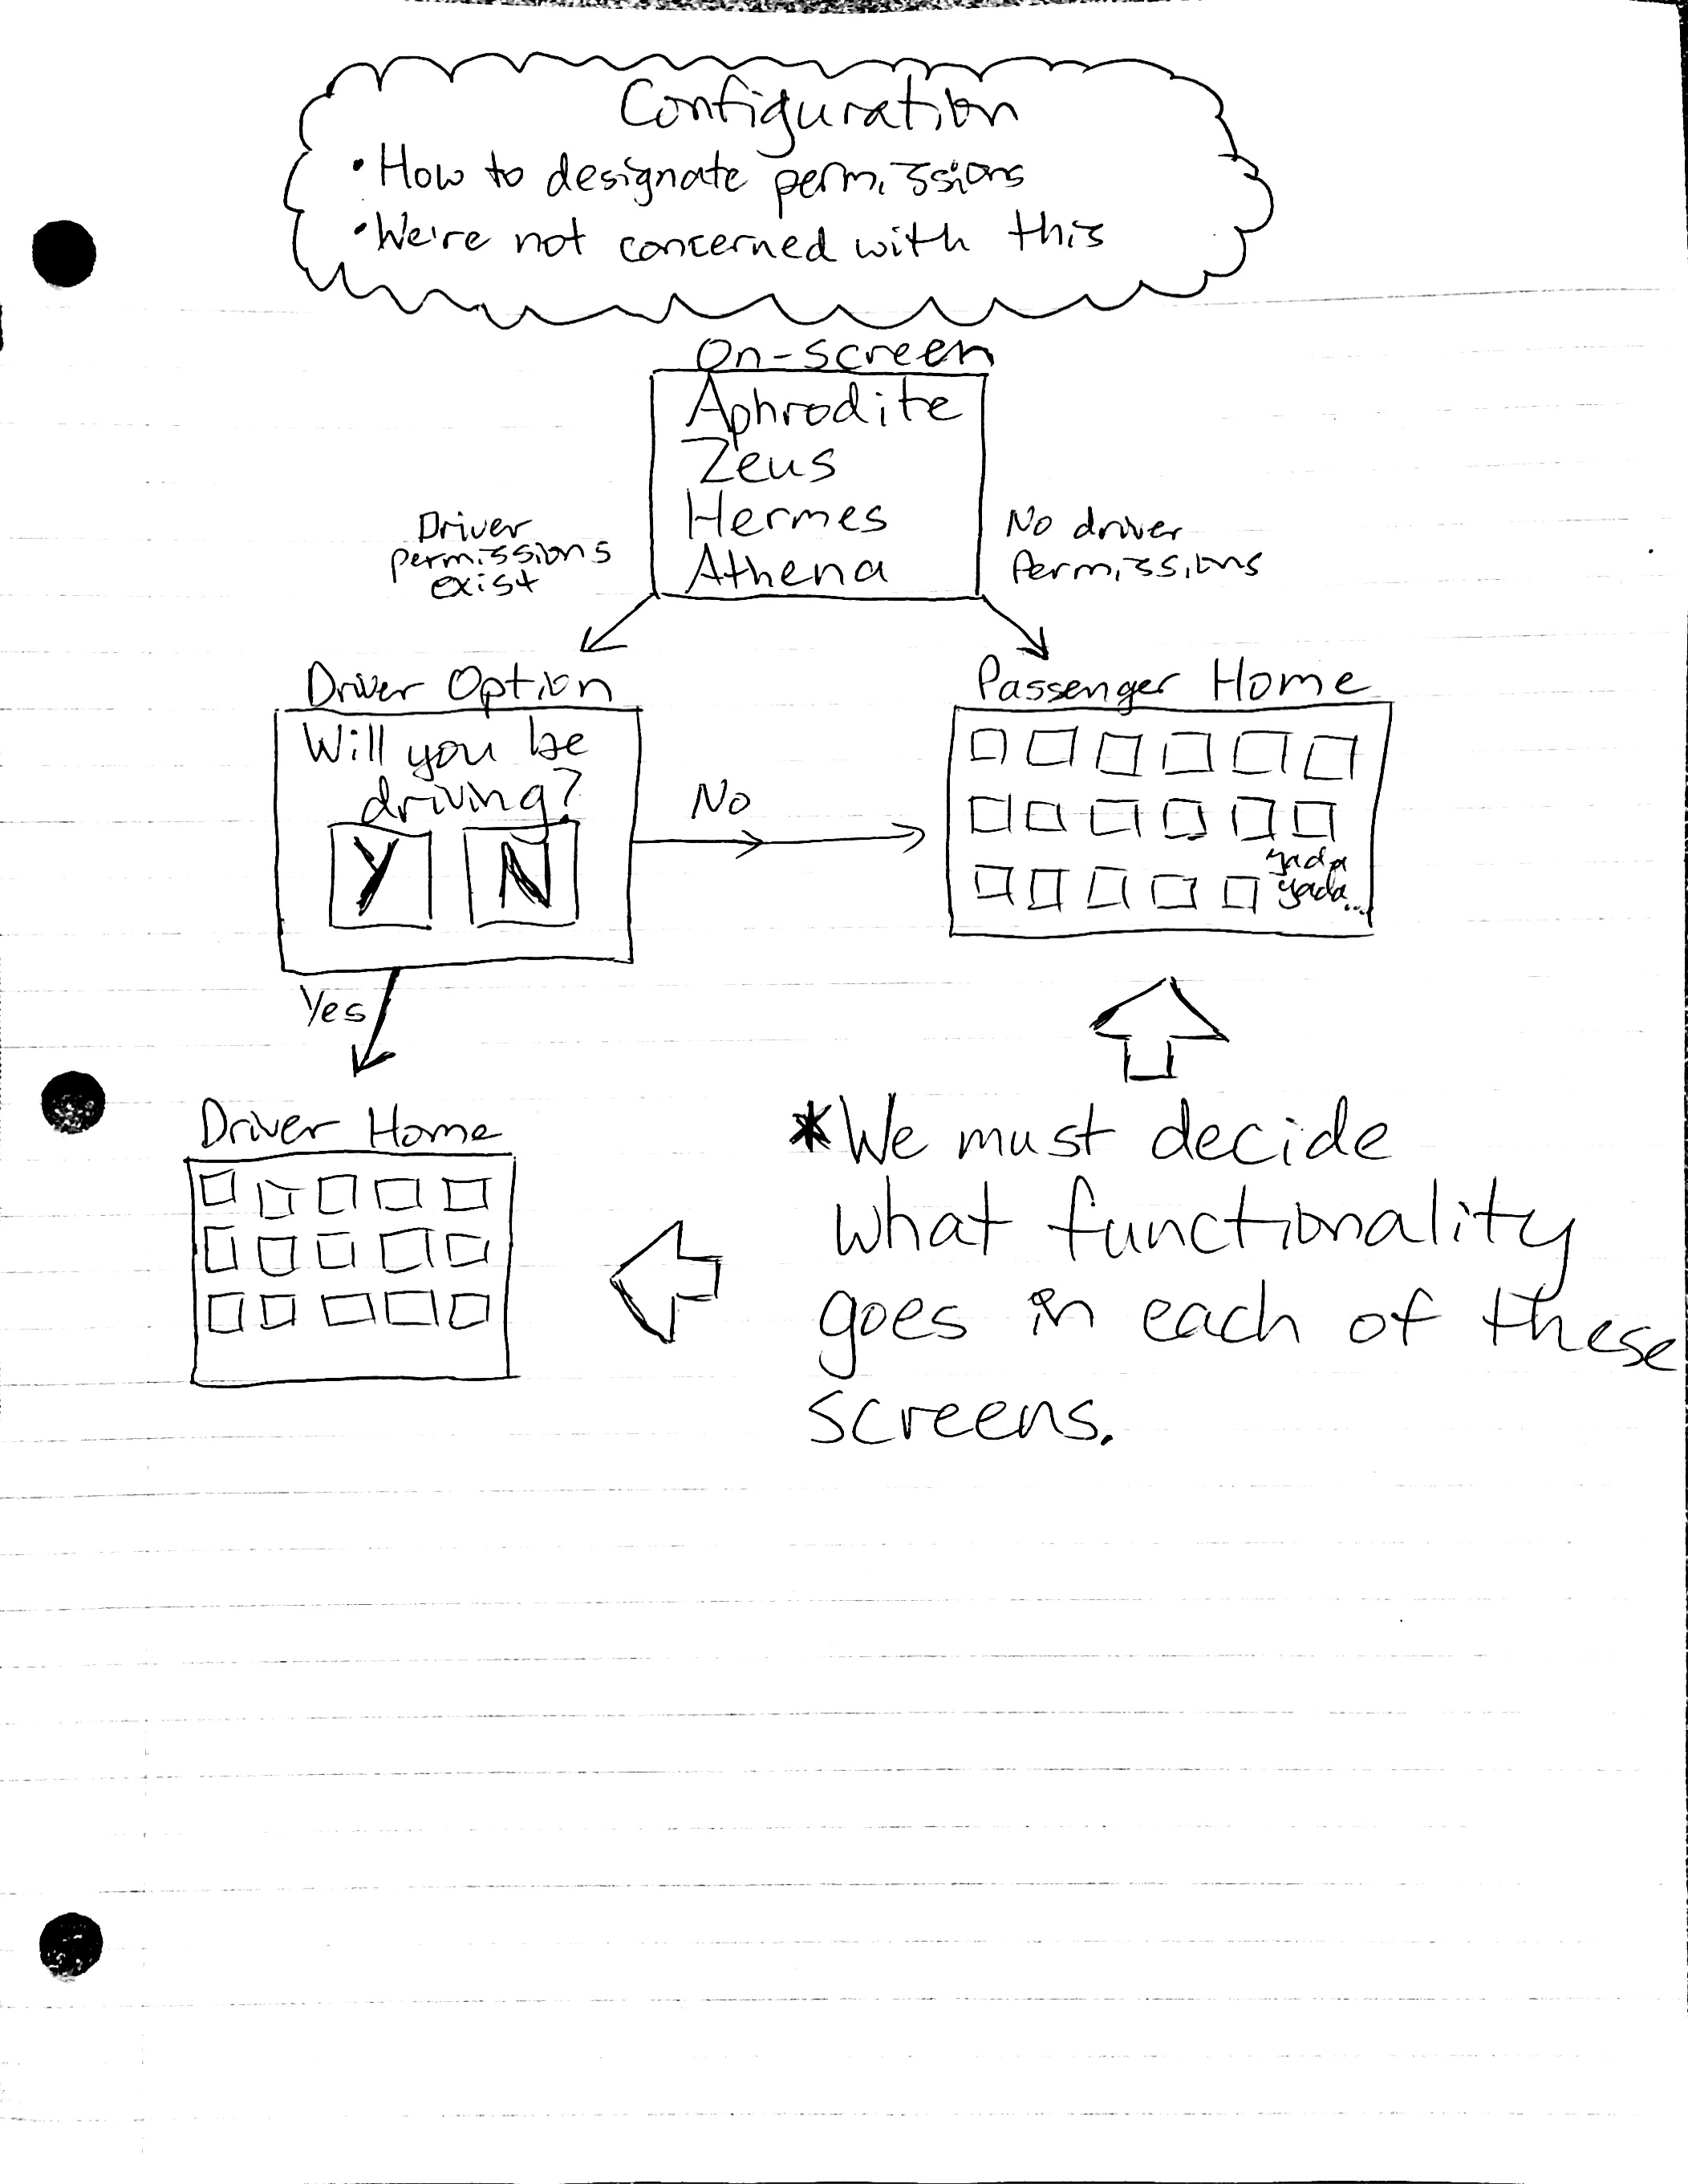 Configuration
• How to designate permissions
• We're not concerned with this
On-screen
Aphrodite
Zeus
Hermes
Athena
Driver
permissions
exist
No driver
Permissions
Driver Option
Will you be
driving?
Y N
No
Passenger Home
yada
yada...
Yes
Driver Home
*We must decide
what functionality
goes in each of these
screens.